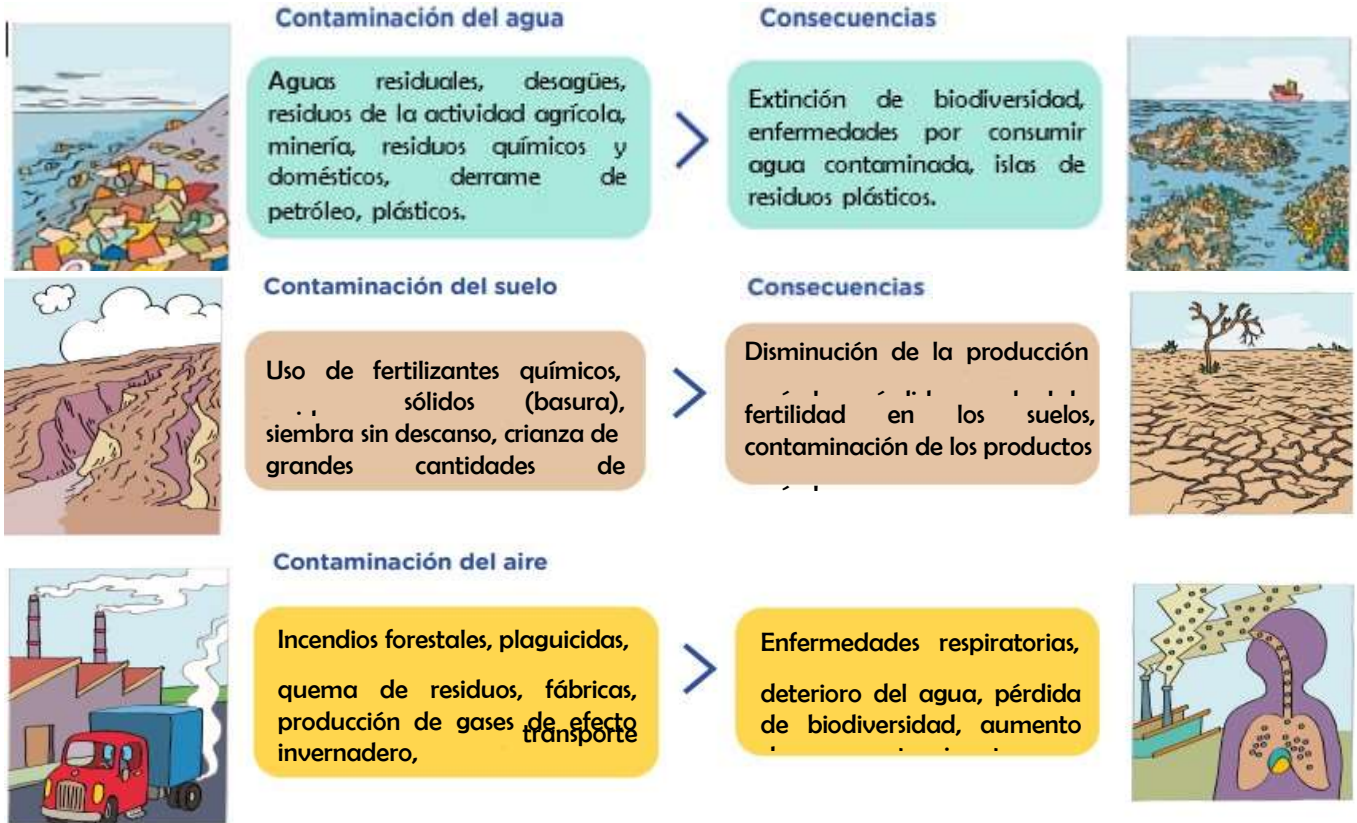 Contaminación del agua
Aguas residuales, desagües,
residuos de la actividad agrícola,
minería, residuos químicos y
domésticos, derrame de
petróleo, plásticos.
Consecuencias
Extinción de biodiversidad,
enfermedades por consumir
agua contaminada, islas de
residuos plásticos.
Contaminación del suelo
Uso de fertilizantes químicos,
sólidos (basura),
siembra sin descanso, crianza de
grandes cantidades de
Consecuencias
Disminución de la producción
fertilidad en los suelos,
contaminación de los productos
Contaminación del aire
Incendios forestales, plaguicidas,
quema de residuos, fábricas,
producción de gases de efecto
transporte
invernadero,
Enfermedades respiratorias,
deterioro del agua, pérdida
de biodiversidad, aumento